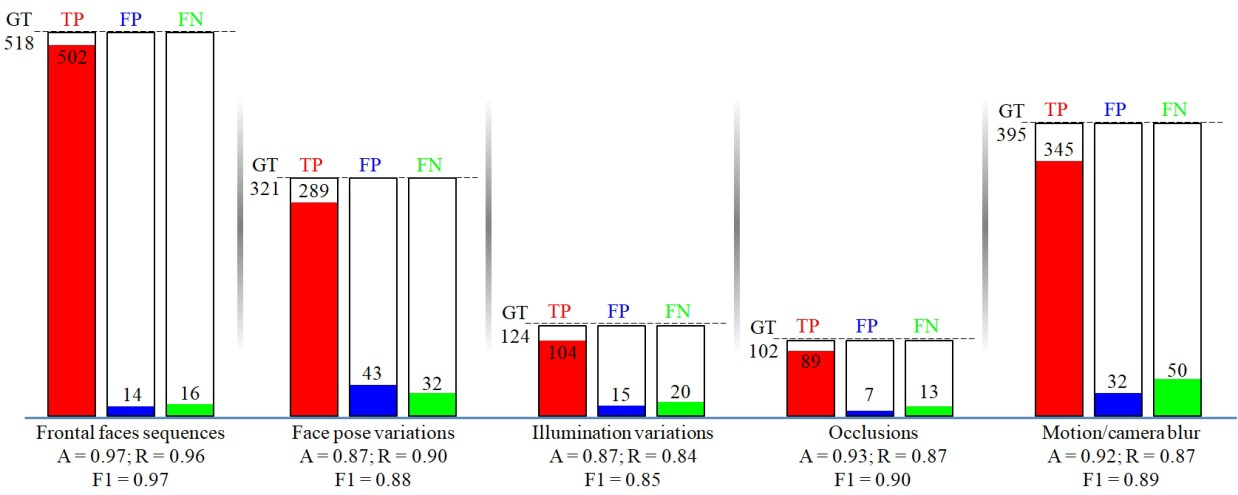 GT TP FP FN
518
502
14
16
Frontal faces sequences
A = 0.97; R = 0.96
F1 = 0.97
GT TP FP FN
321
289
43
32
Face pose variations
A = 0.87; R = 0.90
F1 = 0.88
GT TP FP FN
124
104
15
20
Illumination variations
A = 0.87; R = 0.84
F1 = 0.85
GT TP FP FN
102
89
7
13
Occlusions
A = 0.93; R = 0.87
F1 = 0.90
GT TP FP FN
395
345
32
50
Motion/camera blur
A = 0.92; R = 0.87
F1 = 0.89